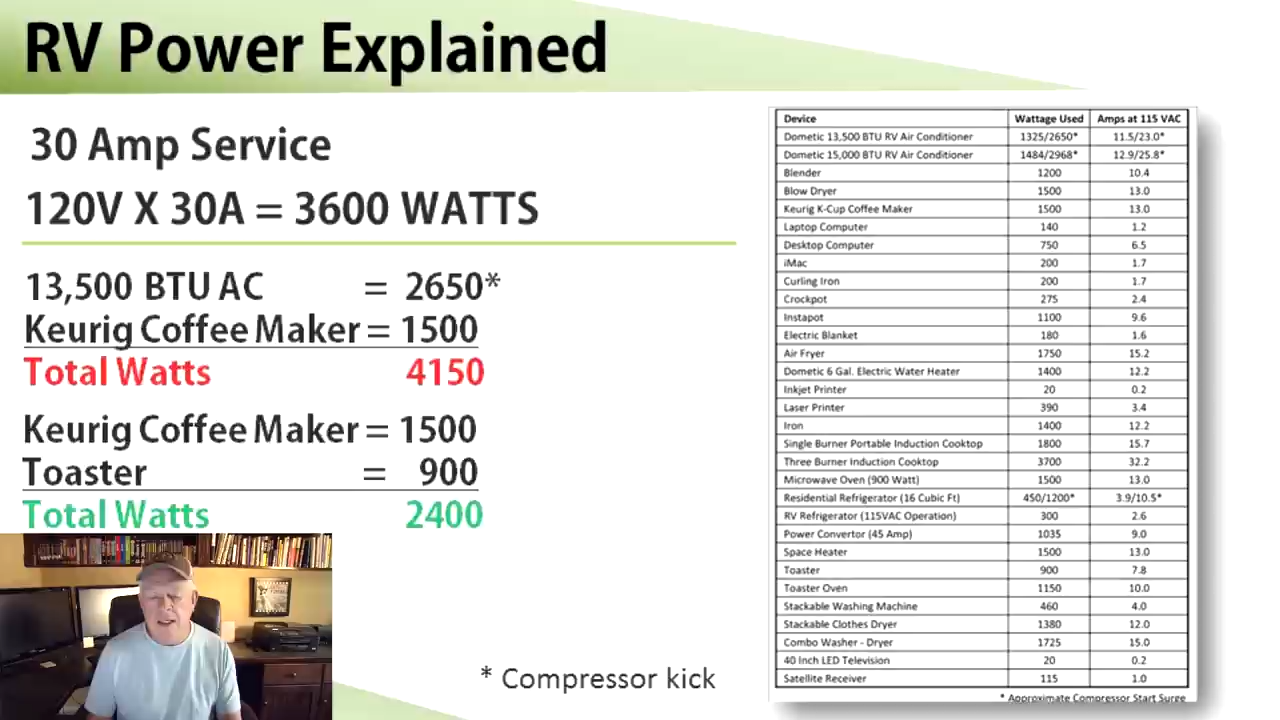 RV Power Explained
30 Amp Service
120V X 30A = 3600 WATTS
13,500 BTU AC = 2650*
Keurig Coffee Maker = 1500
Total Watts 4150
Keurig Coffee Maker = 1500
Toaster = 900
Total Watts 2400
* Compressor kick
Device Wattage Used Amps at 115 VAC
Dometic 13,500 BTU RV Air Conditioner 1325/2650* 11.5/23.0*
Dometic 15,000 BTU RV Air Conditioner 1484/2968* 12.9/25.8*
Blender 1200 10.4
Blow Dryer 1500 13.0
Keurig K-Cup Coffee Maker 1500 13.0
Laptop Computer 140 1.2
Desktop Computer 750 6.5
iMac 200 1.7
Curling Iron 200 1.7
Crockpot 275 2.4
Instapot 1100 9.6
Electric Blanket 180 1.6
Air Fryer 1750 15.2
Dometic 6 Gal. Electric Water Heater 1400 12.2
Inkjet Printer 20 0.2
Laser Printer 390 3.4
Iron 1400 12.2
Single Burner Portable Induction Cooktop 1800 15.7
Three Burner Induction Cooktop 3700 32.2
Microwave Oven (900 Watt) 1500 13.0
Residential Refrigerator (16 Cubic Ft) 450/1200* 3.9/10.5*
RV Refrigerator (115VAC Operation) 300 2.6
Power Convertor (45 Amp) 1035 9.0
Space Heater 1500 13.0
Toaster 900 7.8
Toaster Oven 1150 10.0
Stackable Washing Machine 460 4.0
Stackable Clothes Dryer 1380 12.0
Combo Washer - Dryer 1725 15.0
40 Inch LED Television 20 0.2
Satellite Receiver 115 1.0
* Approximate Compressor Start Surge